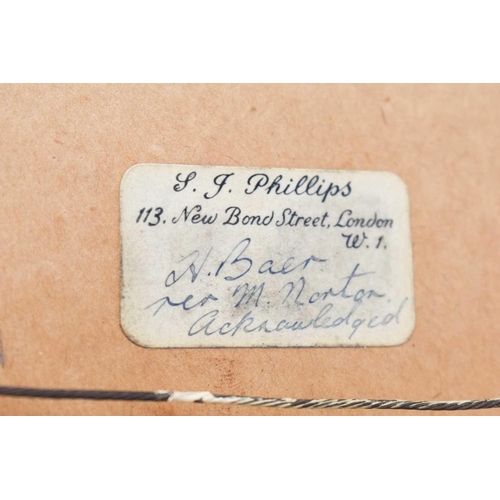 S. J. Phillips
113. New Bond Street, London
W. 1.
H. Baer
per M. Norton.
Acknowledged